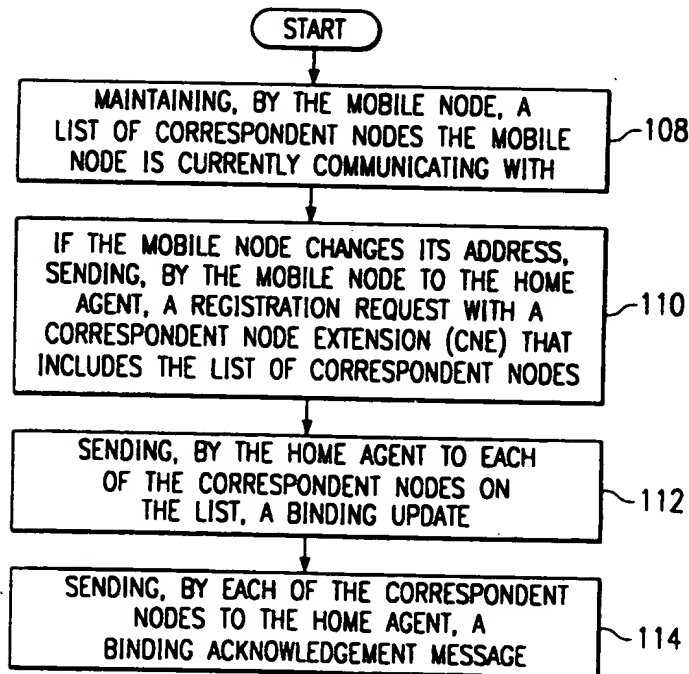 START
MAINTAINING, BY THE MOBILE NODE, A
LIST OF CORRESPONDENT NODES THE MOBILE
NODE IS CURRENTLY COMMUNICATING WITH
108
IF THE MOBILE NODE CHANGES ITS ADDRESS,
SENDING, BY THE MOBILE NODE TO THE HOME
AGENT, A REGISTRATION REQUEST WITH A
CORRESPONDENT NODE EXTENSION (CNE) THAT
INCLUDES THE LIST OF CORRESPONDENT NODES
110
SENDING, BY THE HOME AGENT TO EACH
OF THE CORRESPONDENT NODES ON
THE LIST, A BINDING UPDATE
112
SENDING, BY EACH OF THE CORRESPONDENT
NODES TO THE HOME AGENT, A
BINDING ACKNOWLEDGEMENT MESSAGE
114